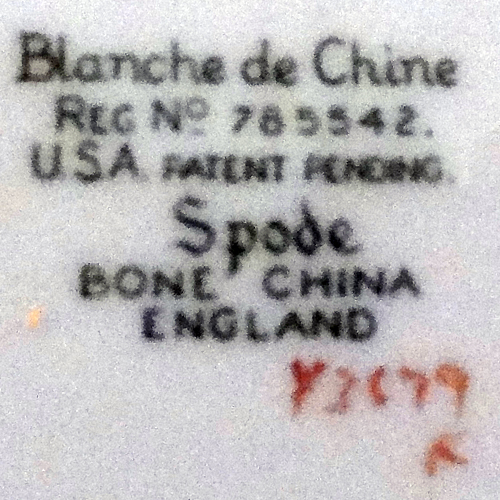 Blanche de Chine
REG Nº 785542.
U.S.A. PATENT PENDING.
Spode
BONE CHINA
ENGLAND